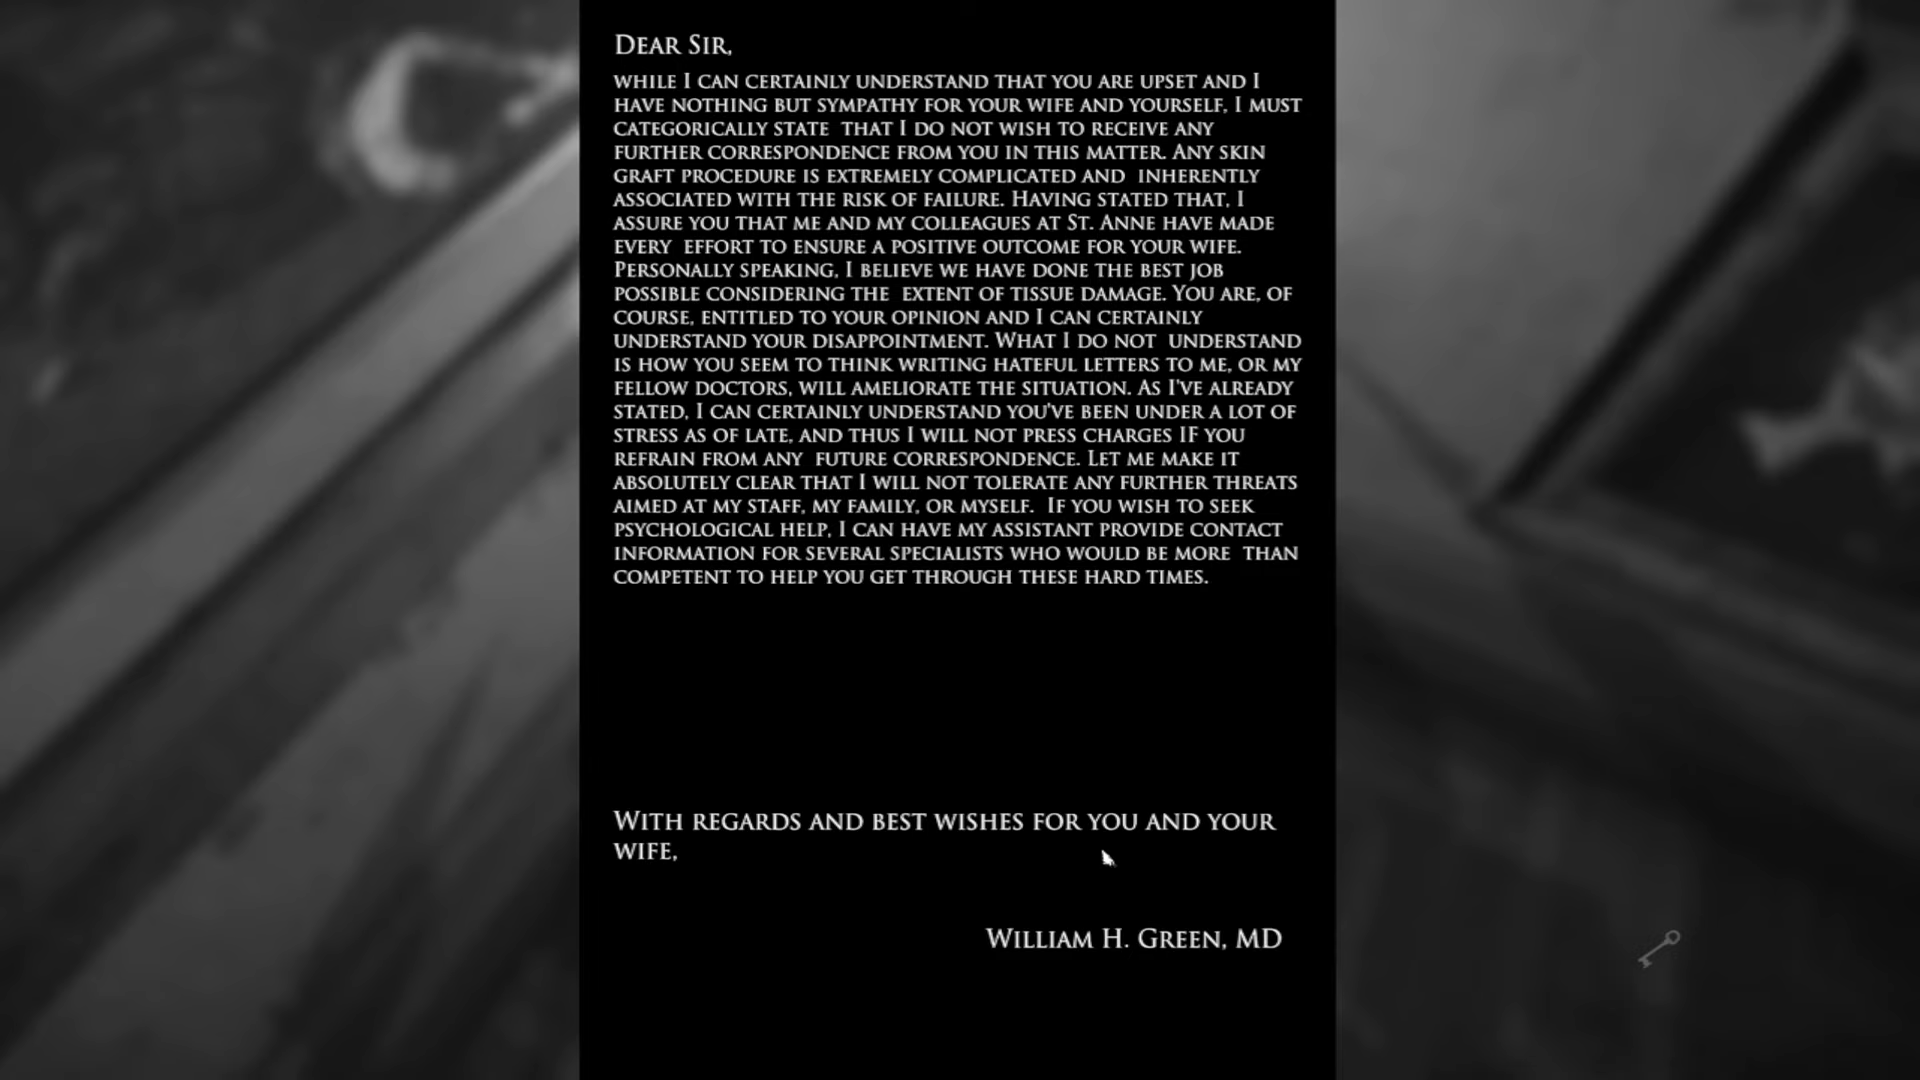 Dear Sir,
while I can certainly understand that you are upset and I
have nothing but sympathy for your wife and yourself, I must
categorically state  that I do not wish to receive any
further correspondence from you in this matter. Any skin
graft procedure is extremely complicated and  inherently
associated with the risk of failure. Having stated that, I
assure you that me and my colleagues at St. Anne have made
every  effort to ensure a positive outcome for your wife.
Personally speaking, I believe we have done the best job
possible considering the  extent of tissue damage. You are, of
course, entitled to your opinion and I can certainly
understand your disappointment. What I do not  understand
is how you seem to think writing hateful letters to me, or my
fellow doctors, will ameliorate the situation. As I've already
stated, I can certainly understand you've been under a lot of
stress as of late, and thus I will not press charges IF you
refrain from any  future correspondence. Let me make it
absolutely clear that I will not tolerate any further threats
aimed at my staff, my family, or myself.  If you wish to seek
psychological help, I can have my assistant provide contact
information for several specialists who would be more  than
competent to help you get through these hard times.
With regards and best wishes for you and your
wife,
William H. Green, MD